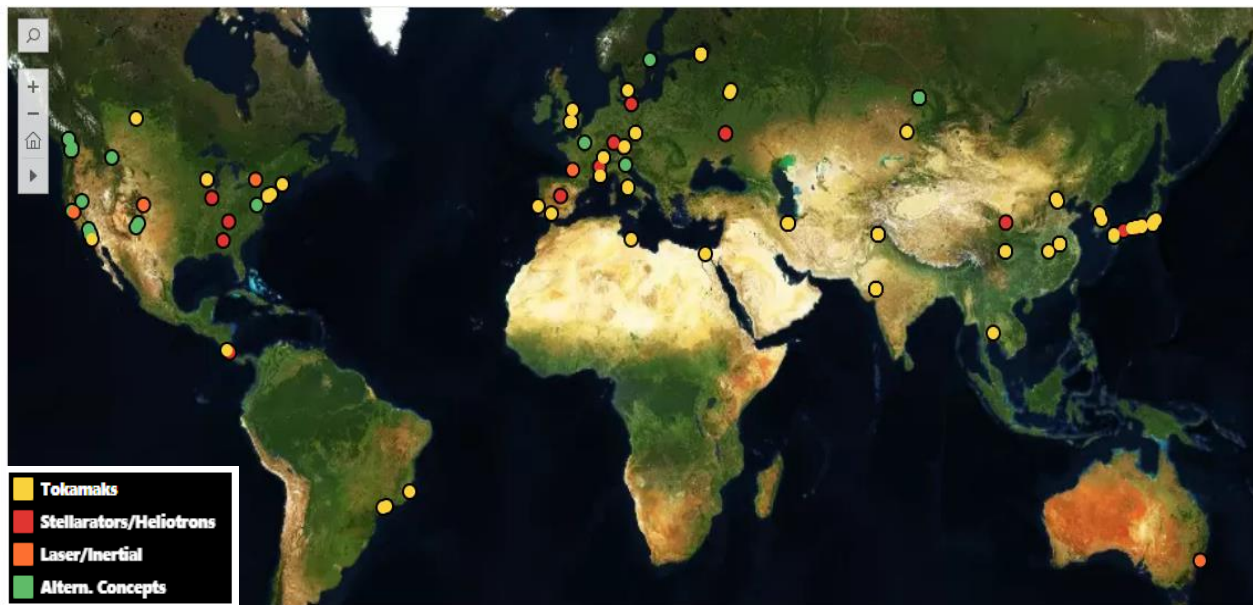 Tokamaks
Stellarators/Heliotrons
Laser/Inertial
Altern. Concepts